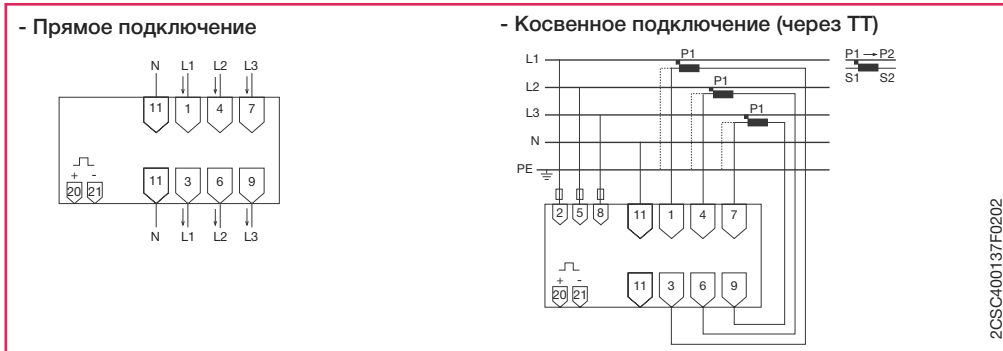 - Прямое подключение
N L1 L2 L3
11 1 4 7
+ -
20 21
11 3 6 9
N L1 L2 L3
- Косвенное подключение (через ТТ)
L1 P1
P1 → P2
S1 S2
L2 P1
L3 P1
N
PE
2 5 8 11 1 4 7
+ -
20 21
11 3 6 9
2CSC400137F0202